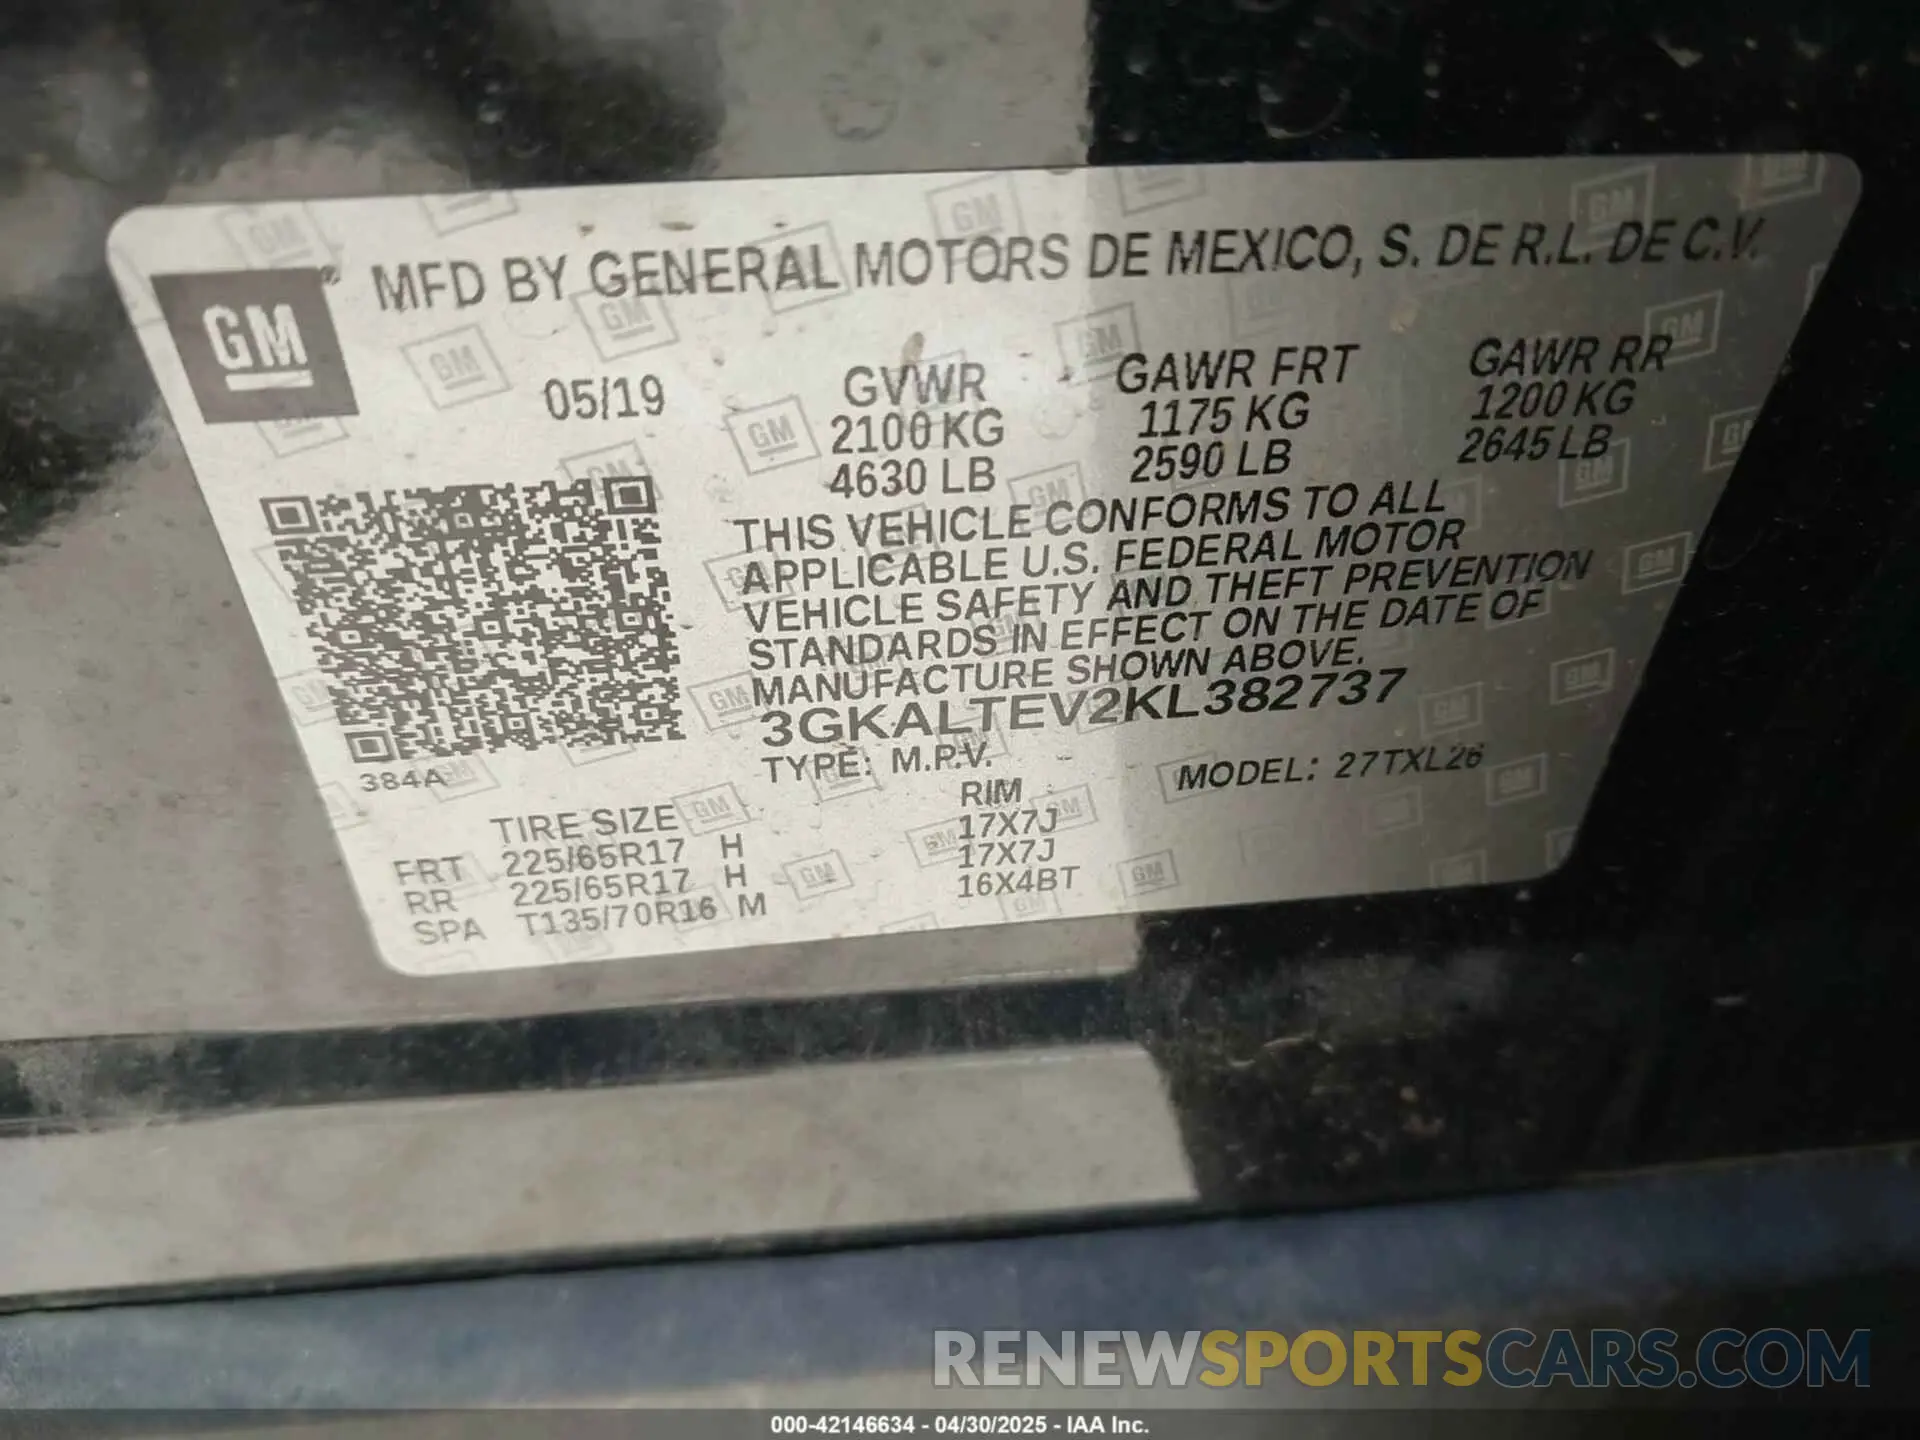 GM ® MFD BY GENERAL MOTORS DE MEXICO, S. DE R.L. DE C.V.
05/19 GVWR GAWR FRT GAWR RR
2100 KG 1175 KG 1200 KG
4630 LB 2590 LB 2645 LB
THIS VEHICLE CONFORMS TO ALL
APPLICABLE U.S. FEDERAL MOTOR
VEHICLE SAFETY AND THEFT PREVENTION
STANDARDS IN EFFECT ON THE DATE OF
MANUFACTURE SHOWN ABOVE.
3GKALTEV2KL382737
TYPE: M.P.V. MODEL: 27TXL26
384A
TIRE SIZE RIM
FRT 225/65R17 H 17X7J
RR 225/65R17 H 17X7J
SPA T135/70R16 M 16X4BT
RENEWSPORTSCARS.COM
000-42146634 - 04/30/2025 - IAA Inc.